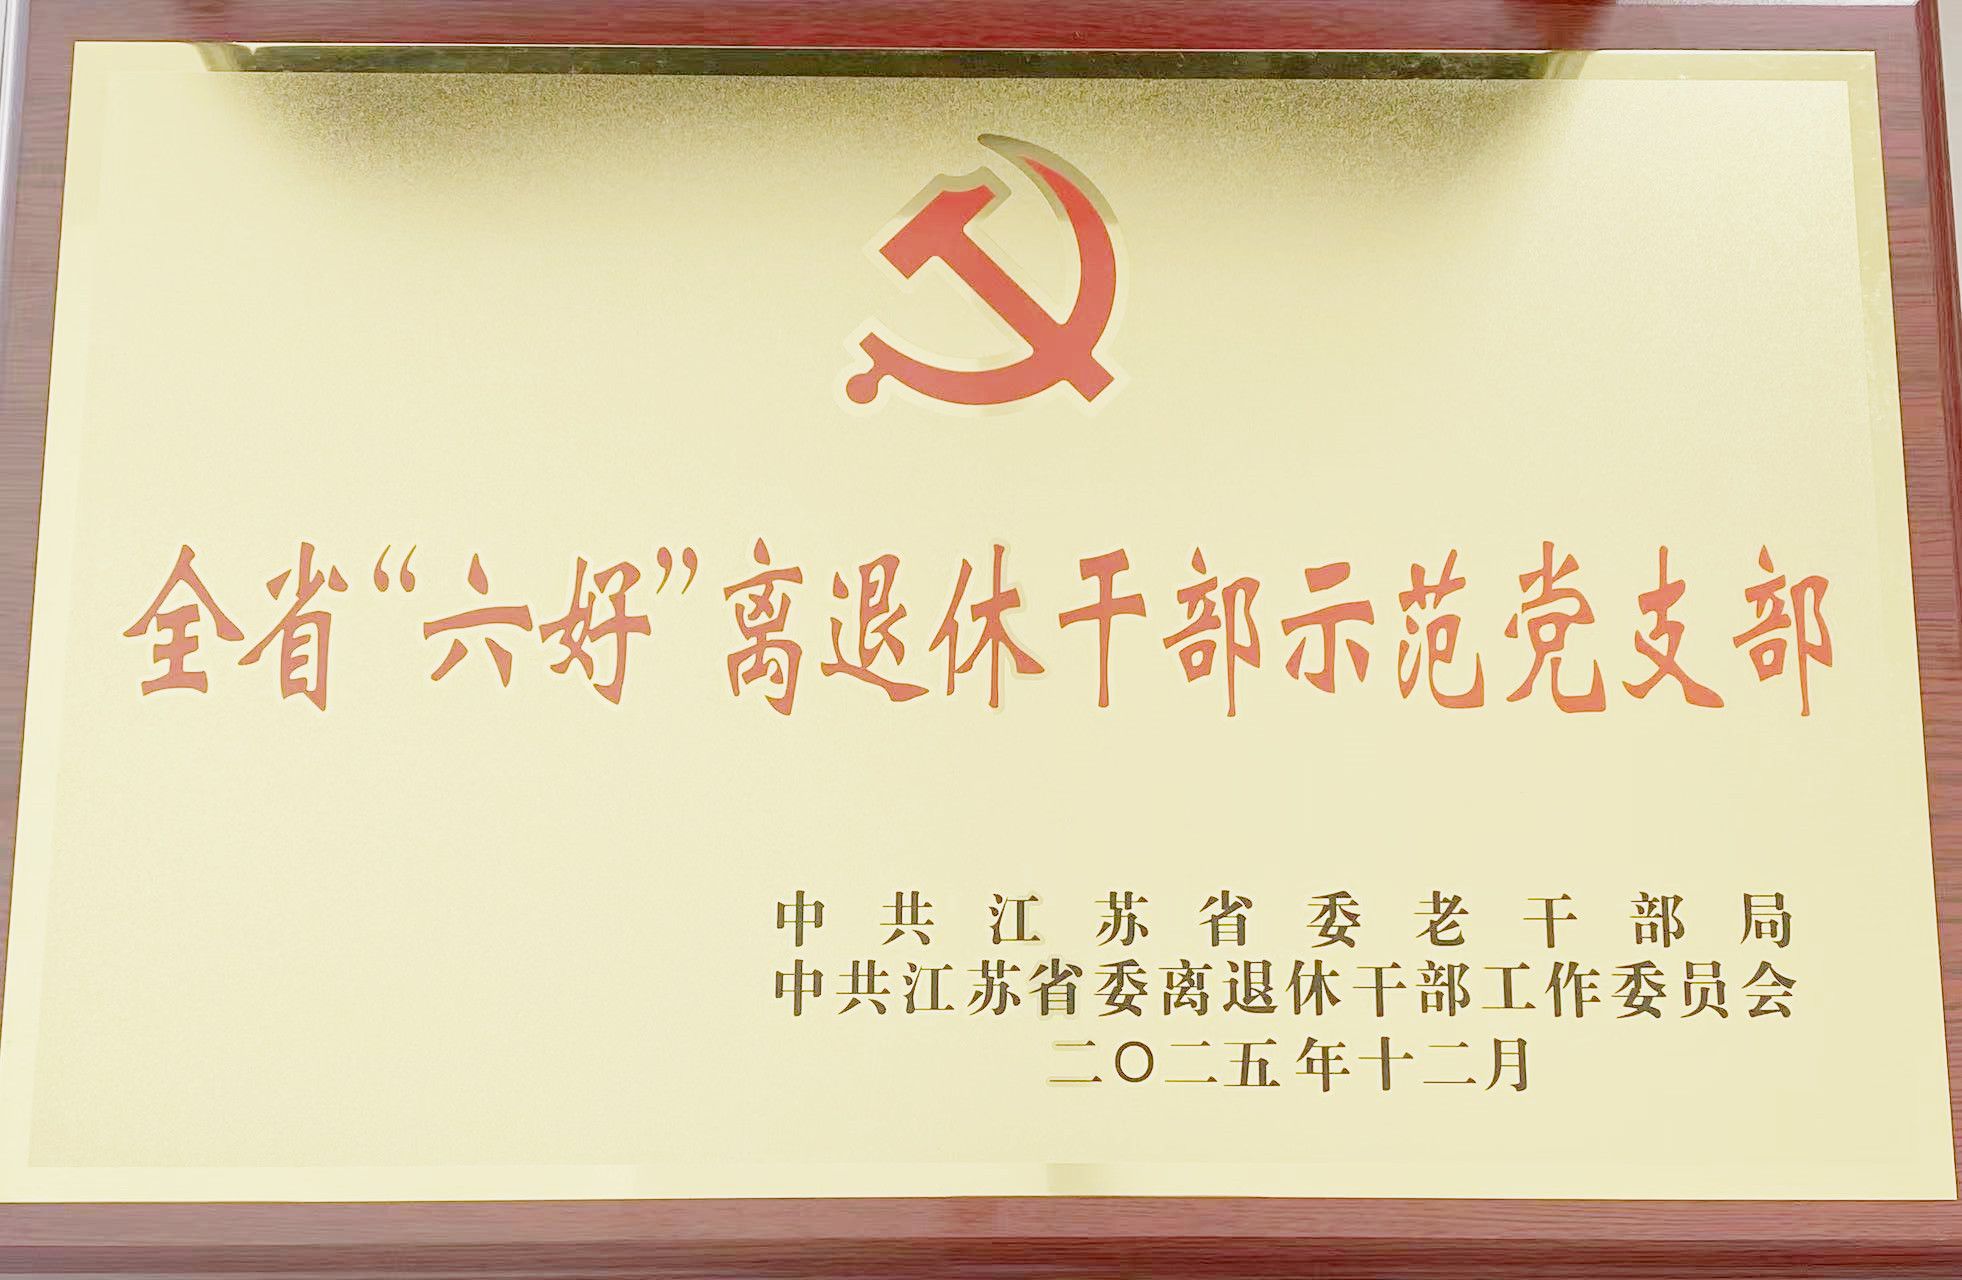 全省“六好”离退休干部示范党支部
中共江苏省委老干部局
中共江苏省委离退休干部工作委员会
二〇二五年十二月